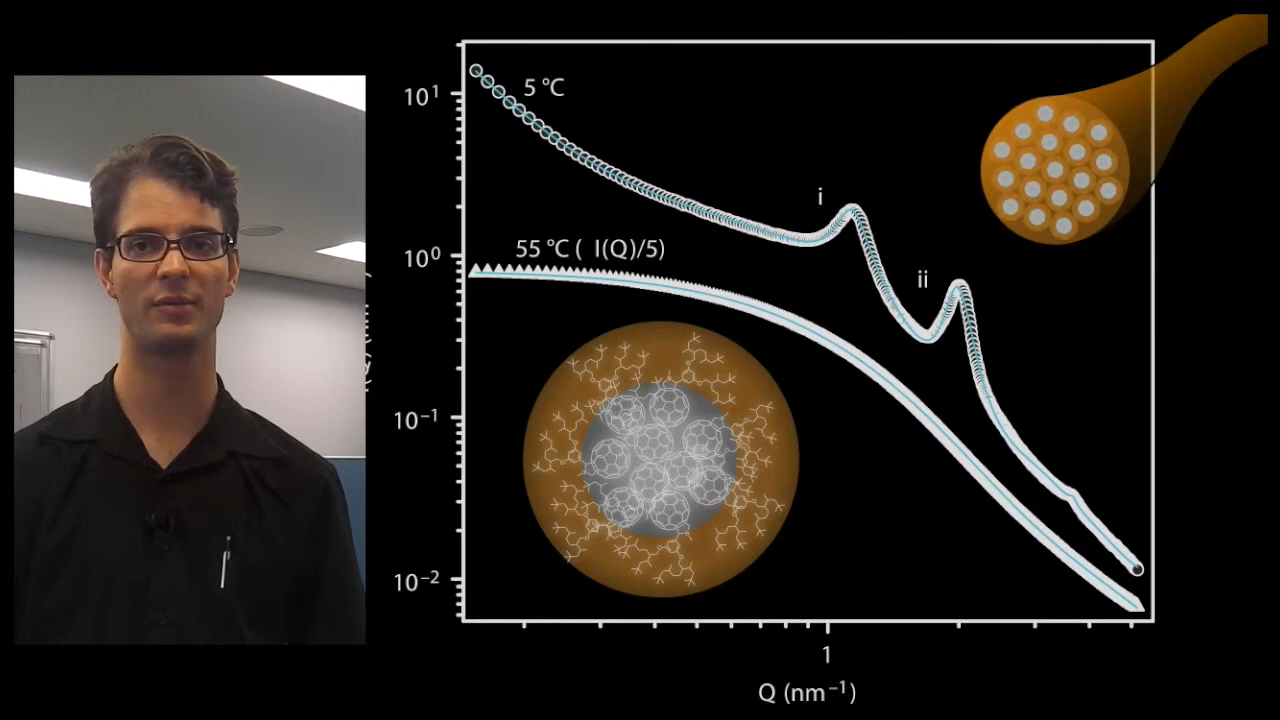 10¹
5 °C
i
10⁰
55 °C ( I(Q)/5)
ii
10⁻¹
10⁻²
1
Q (nm⁻¹)